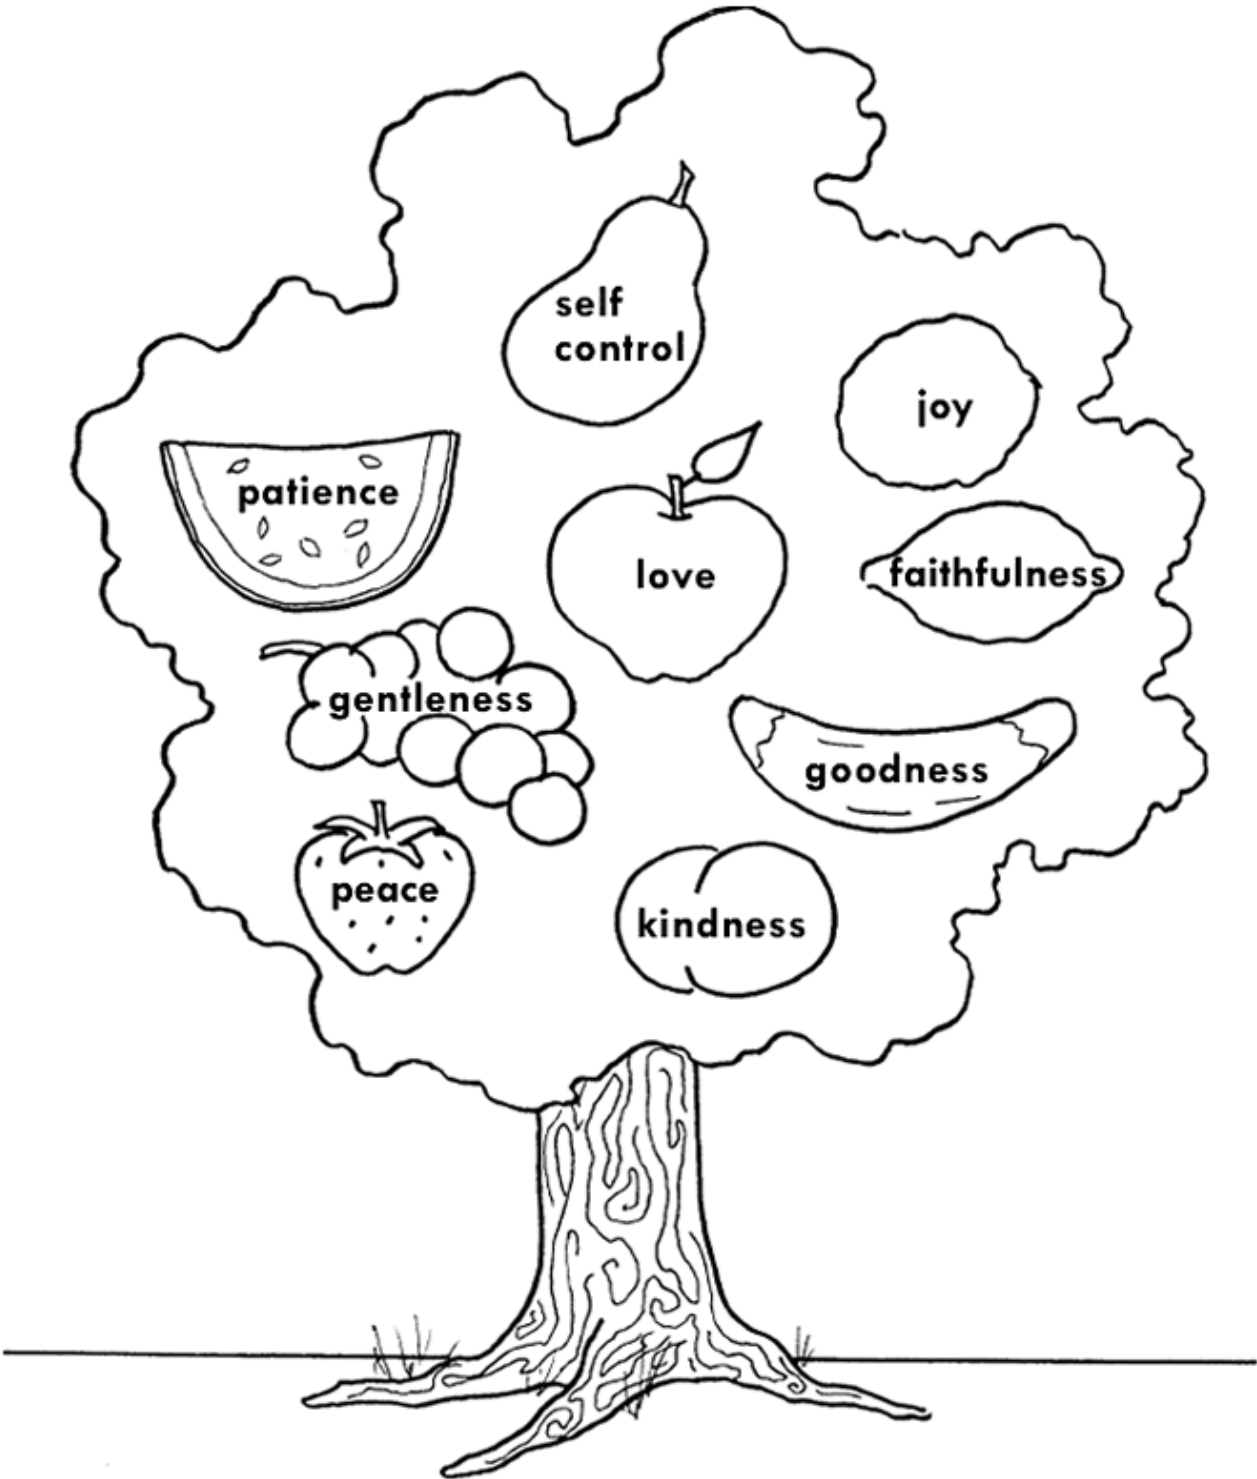 self
control
joy
patience
love
faithfulness
gentleness
goodness
peace
kindness